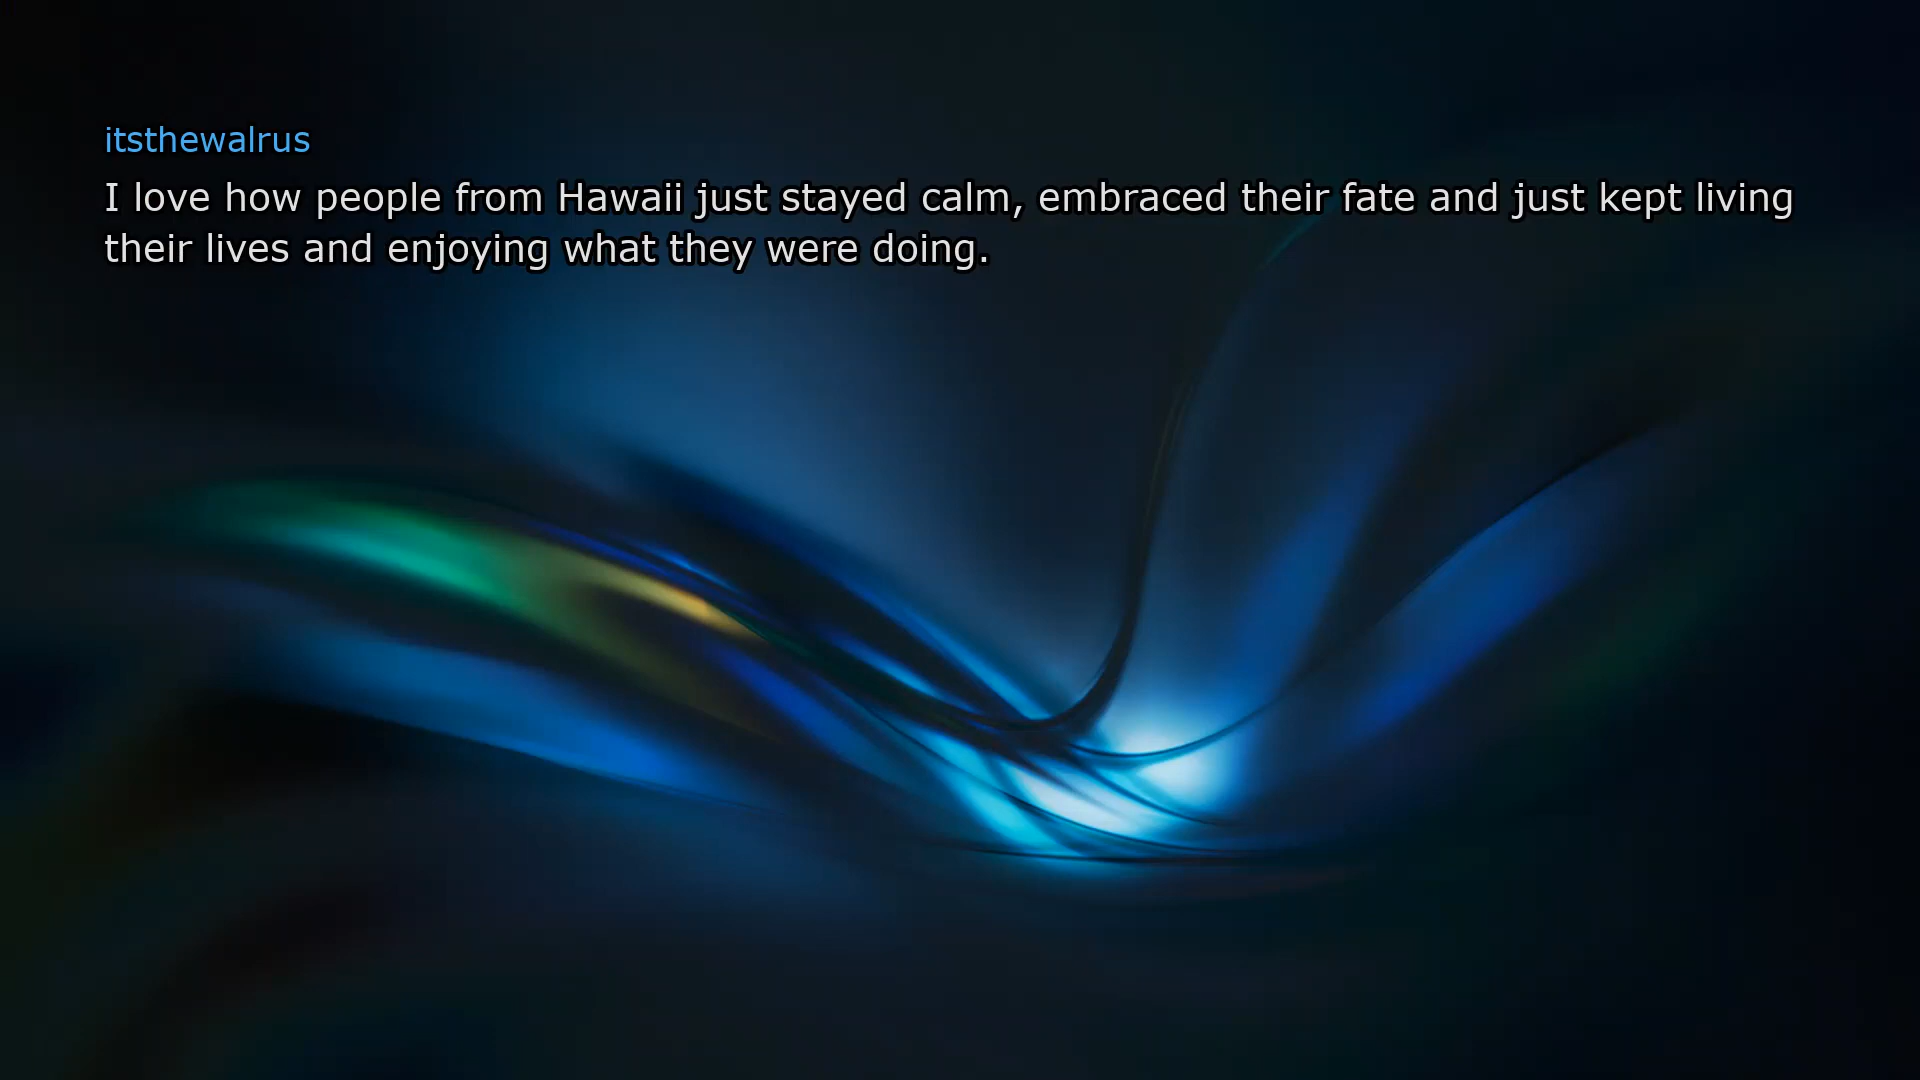 itsthewalrus
I love how people from Hawaii just stayed calm, embraced their fate and just kept living
their lives and enjoying what they were doing.